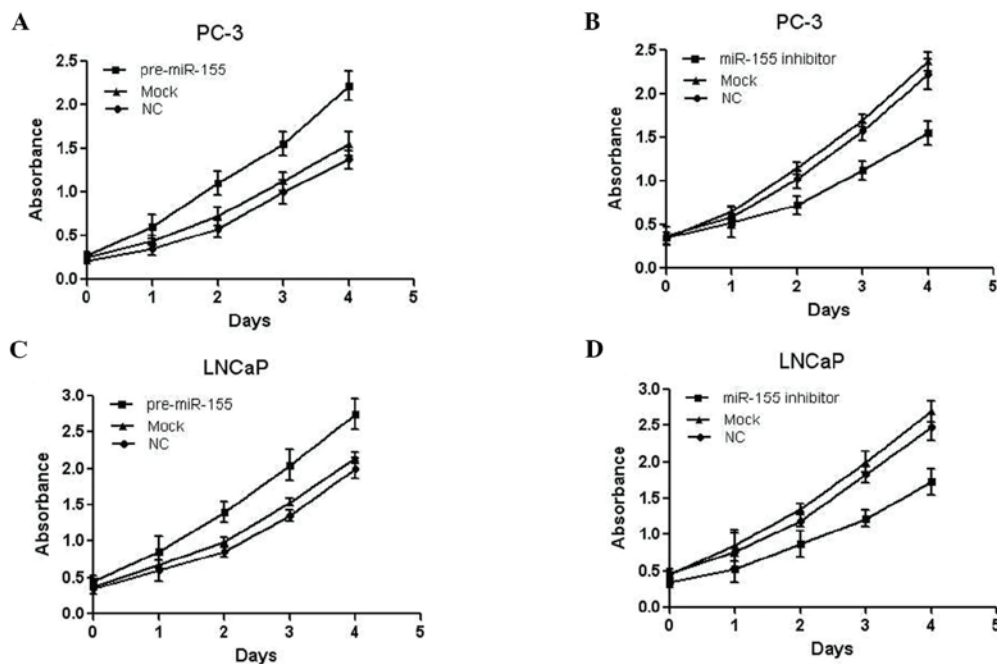 A
PC-3
pre-miR-155
Mock
NC
Absorbance
2.5
2.0
1.5
1.0
0.5
0.0
0 1 2 3 4 5
Days
B
PC-3
miR-155 inhibitor
Mock
NC
Absorbance
2.5
2.0
1.5
1.0
0.5
0.0
0 1 2 3 4 5
Days
C
LNCaP
pre-miR-155
Mock
NC
Absorbance
3.0
2.5
2.0
1.5
1.0
0.5
0.0
0 1 2 3 4 5
Days
D
LNCaP
miR-155 inhibitor
Mock
NC
Absorbance
3.0
2.5
2.0
1.5
1.0
0.5
0.0
0 1 2 3 4 5
Days